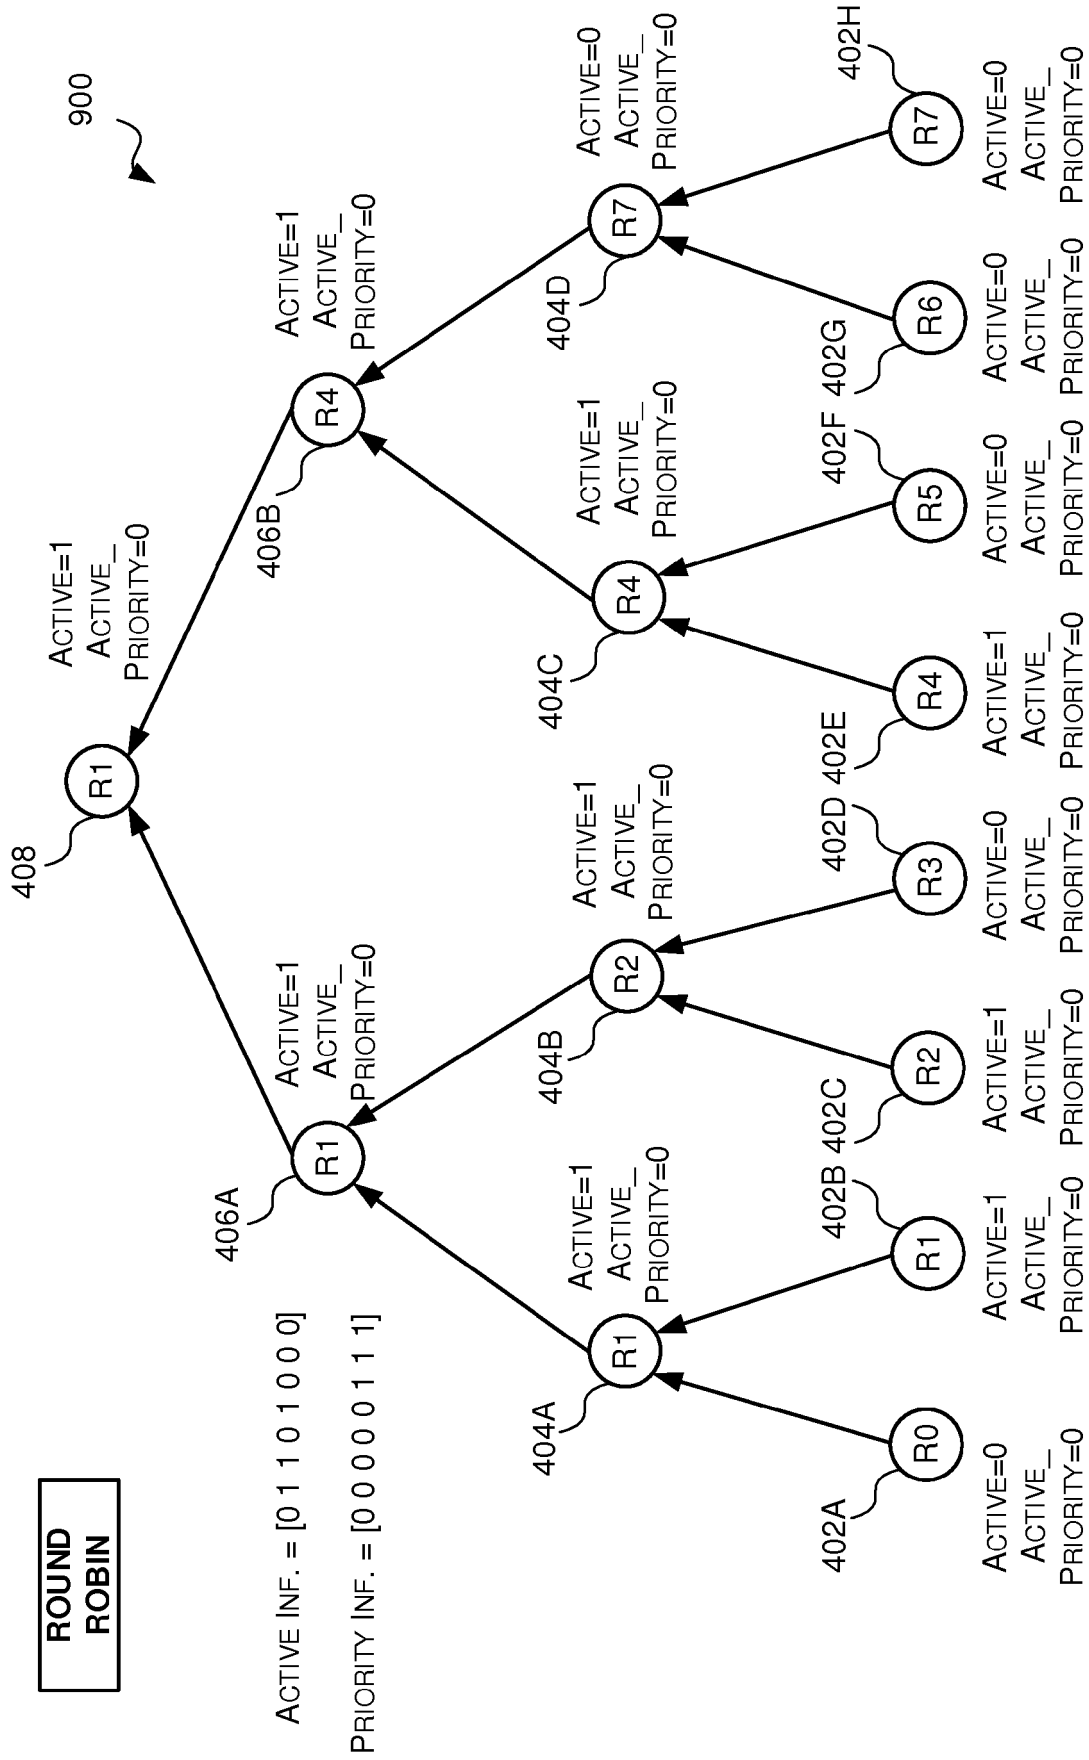 ROUND
ROBIN
900
408
R1
ACTIVE=1
ACTIVE_
PRIORITY=0
ACTIVE INF. = [0 1 1 0 1 0 0 0]
PRIORITY INF. = [0 0 0 0 0 1 1 1]
406A
R1
ACTIVE=1
ACTIVE_
PRIORITY=0
406B
R4
ACTIVE=1
ACTIVE_
PRIORITY=0
404A
R1
ACTIVE=1
ACTIVE_
PRIORITY=0
404B
R2
ACTIVE=1
ACTIVE_
PRIORITY=0
404C
R4
ACTIVE=1
ACTIVE_
PRIORITY=0
404D
R7
ACTIVE=0
ACTIVE_
PRIORITY=0
402A
R0
ACTIVE=0
ACTIVE_
PRIORITY=0
402B
R1
ACTIVE=1
ACTIVE_
PRIORITY=0
402C
R2
ACTIVE=1
ACTIVE_
PRIORITY=0
402D
R3
ACTIVE=0
ACTIVE_
PRIORITY=0
402E
R4
ACTIVE=1
ACTIVE_
PRIORITY=0
402F
R5
ACTIVE=0
ACTIVE_
PRIORITY=0
402G
R6
ACTIVE=0
ACTIVE_
PRIORITY=0
402H
R7
ACTIVE=0
ACTIVE_
PRIORITY=0